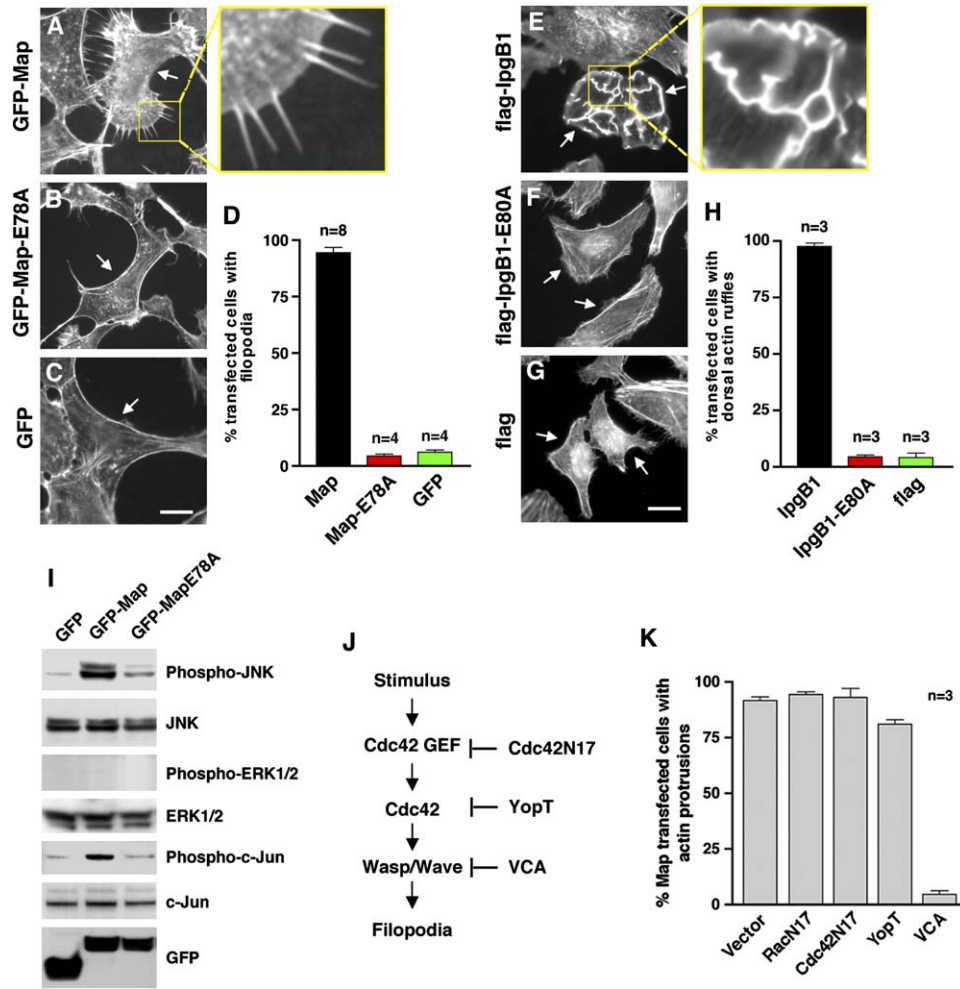 A
GFP-Map
B
GFP-Map-E78A
C
GFP
D
% transfected cells with
filopodia
100
75
50
25
0
n=8
n=4
n=4
Map
Map-E78A
GFP
E
flag-IpgB1
F
flag-IpgB1-E80A
G
flag
H
% transfected cells with
dorsal actin ruffles
100
75
50
25
0
n=3
n=3
n=3
IpgB1
IpgB1-E80A
flag
I
GFP
GFP-Map
GFP-MapE78A
Phospho-JNK
JNK
Phospho-ERK1/2
ERK1/2
Phospho-c-Jun
c-Jun
GFP
J
Stimulus
Cdc42 GEF
Cdc42N17
Cdc42
YopT
Wasp/Wave
VCA
Filopodia
K
% Map transfected cells with
actin protrusions
100
75
50
25
0
n=3
Vector
RacN17
Cdc42N17
YopT
VCA